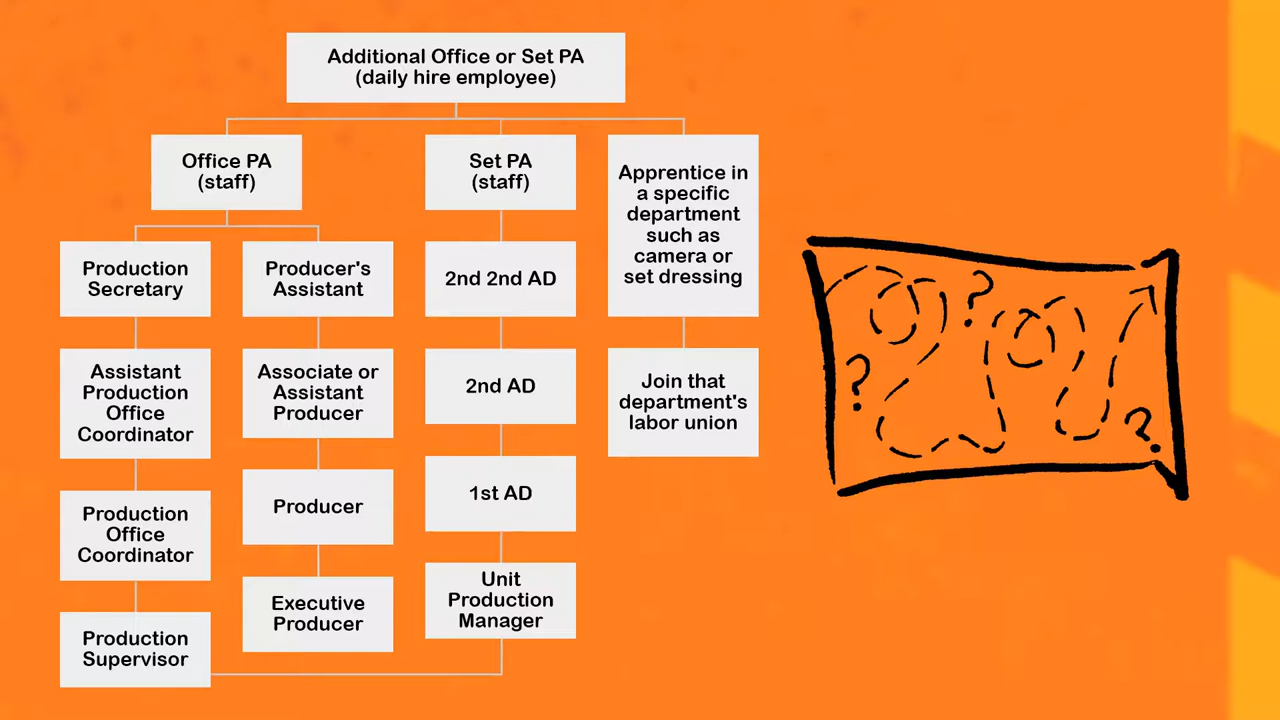 Additional Office or Set PA
(daily hire employee)
Office PA
(staff)
Set PA
(staff)
Apprentice in
a specific
department
such as
camera or
set dressing
Production
Secretary
Producer's
Assistant
2nd 2nd AD
Assistant
Production
Office
Coordinator
Associate or
Assistant
Producer
2nd AD
Join that
department's
labor union
Production
Office
Coordinator
Producer
1st AD
Production
Supervisor
Executive
Producer
Unit
Production
Manager
?
?
?